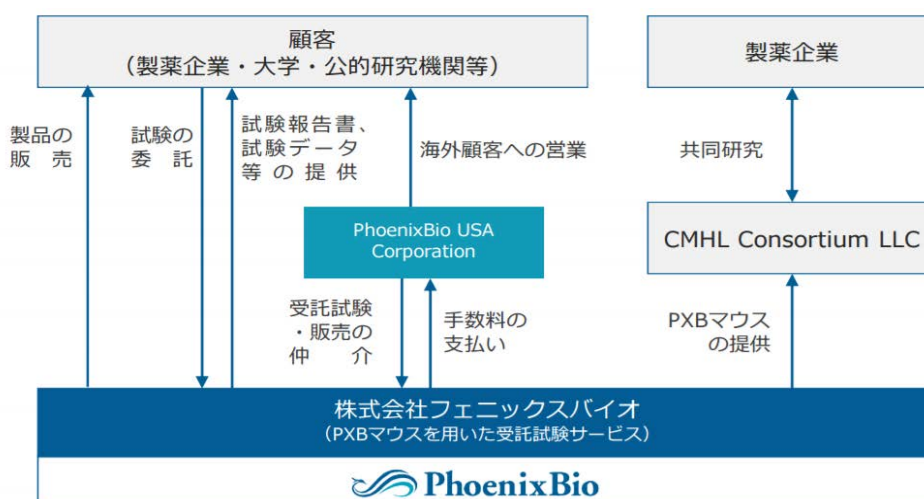 顧客
（製薬企業・大学・公的研究機関等）
製薬企業
製品の
販 売
試験の
委 託
試験報告書、
試験データ
等 の 提 供
海外顧客への営業
共同研究
PhoenixBio USA
Corporation
CMHL Consortium LLC
受託試験
・販売の
仲 介
手数料の
支払い
PXBマウス
の提供
株式会社フェニックスバイオ
（PXBマウスを用いた受託試験サービス）
PhoenixBio